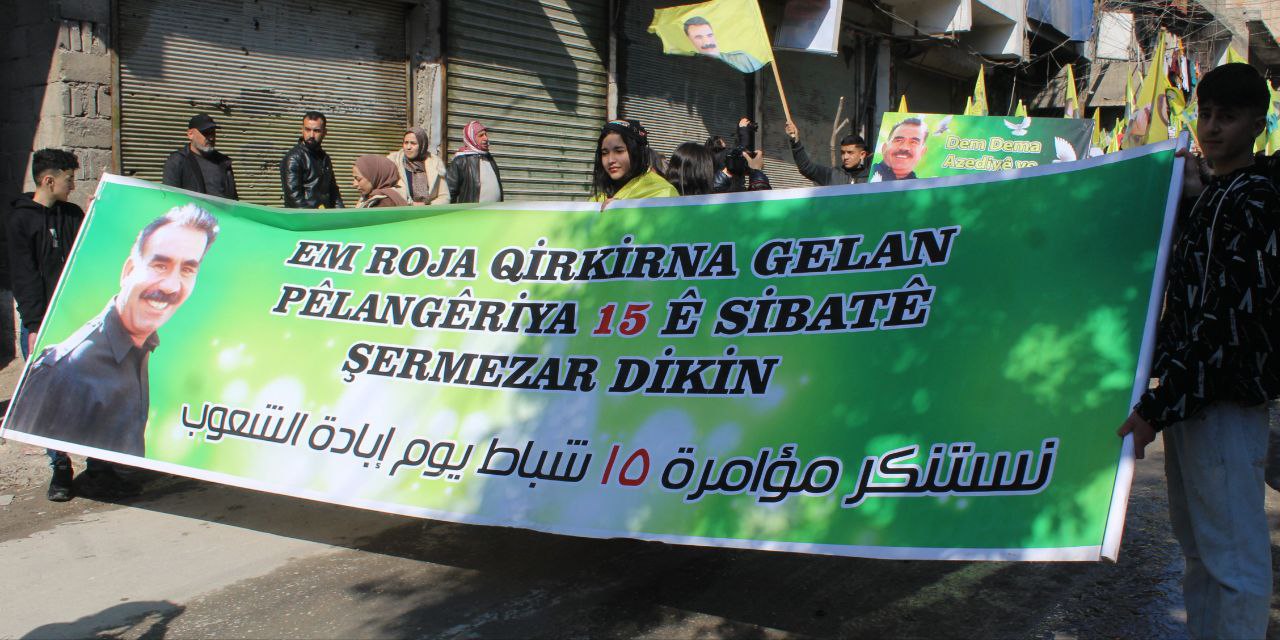 Dem Dema
Azadiyê ye
EM ROJA QİRKİRNA GELAN
PÊLANGÊRİYA 15 Ê SİBATÊ
ŞERMEZAR DİKİN
نستنكر مؤامرة ١٥ شباط يوم إبادة الشعوب